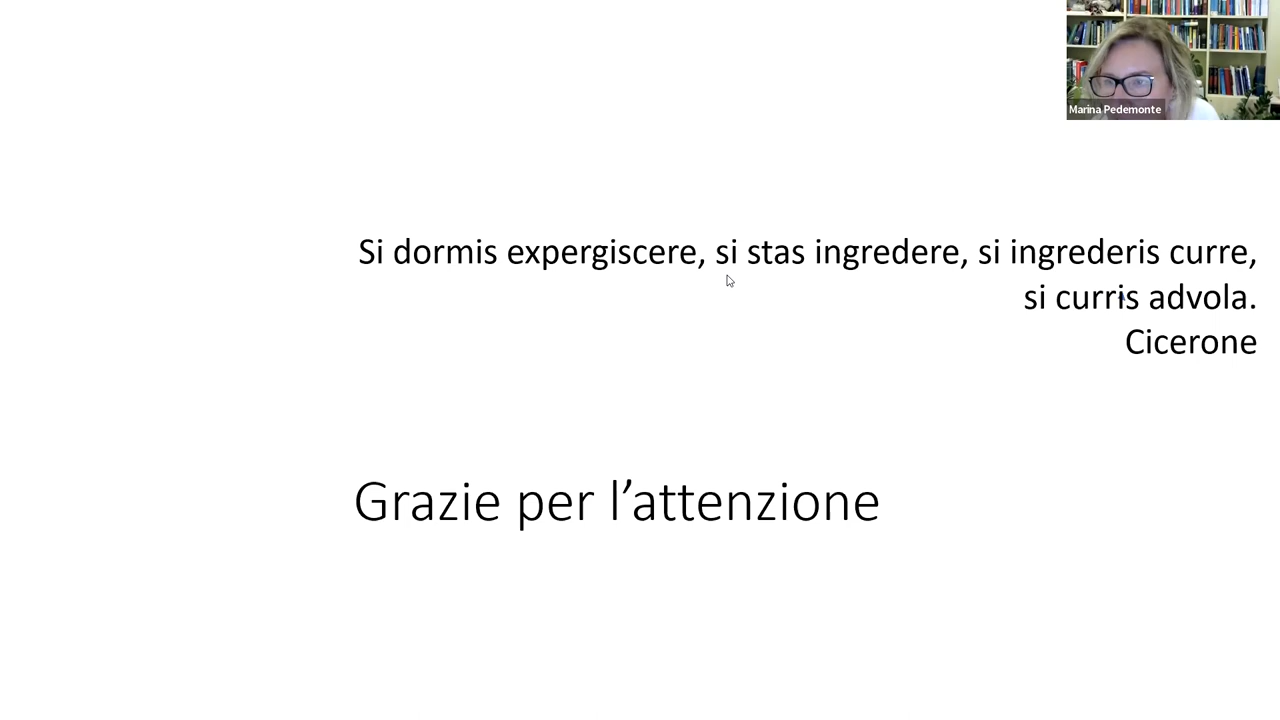 Marina Pedemonte
Si dormis expergiscere, si stas ingredere, si ingrederis curre,
si curris advola.
Cicerone
Grazie per l’attenzione